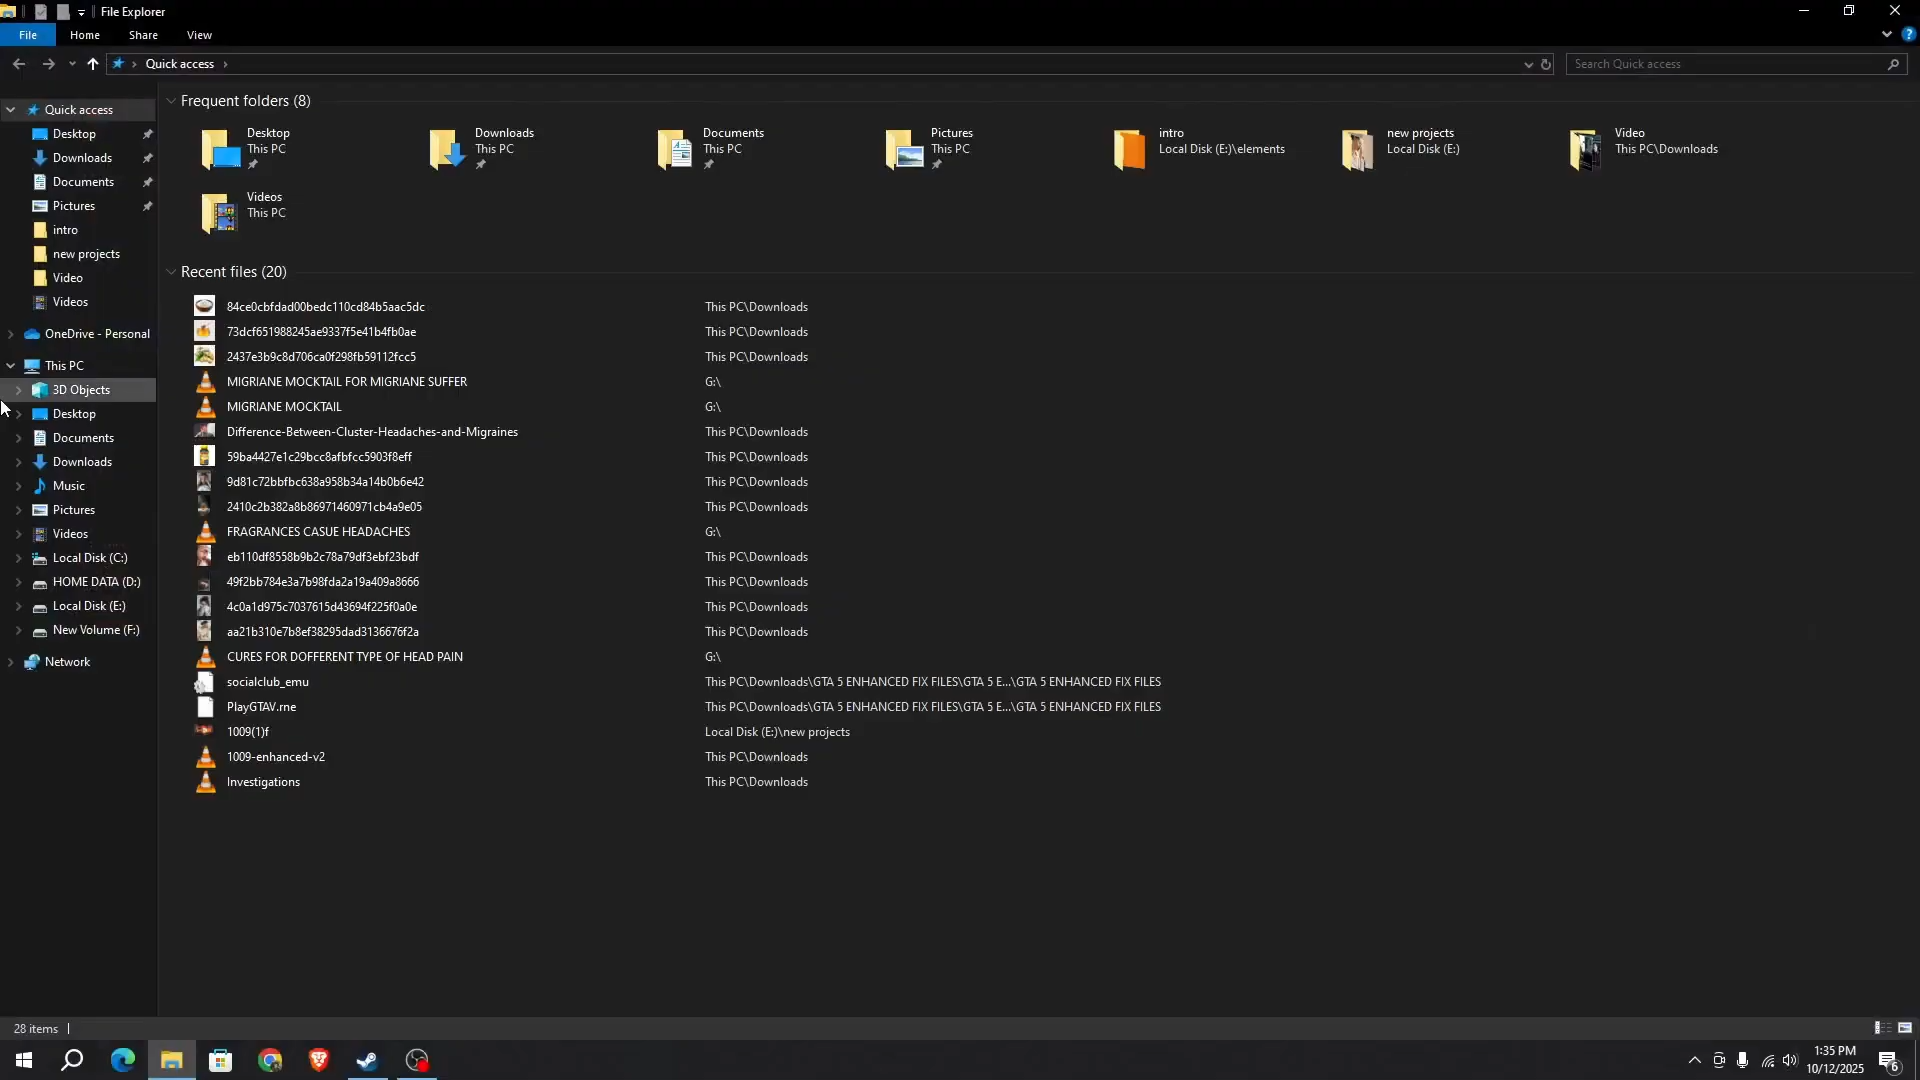 File Explorer
File Home Share View
Quick access
Search Quick access
Quick access
Desktop
Downloads
Documents
Pictures
intro
new projects
Video
Videos
OneDrive - Personal
This PC
3D Objects
Desktop
Documents
Downloads
Music
Pictures
Videos
Local Disk (C:)
HOME DATA (D:)
Local Disk (E:)
New Volume (F:)
Network
Frequent folders (8)
Desktop
This PC
Downloads
This PC
Documents
This PC
Pictures
This PC
intro
Local Disk (E:)\elements
new projects
Local Disk (E:)
Video
This PC\Downloads
Videos
This PC
Recent files (20)
84ce0cbfdad00bedc110cd84b5aac5dc This PC\Downloads
73dcf651988245ae9337f5e41b4fb0ae This PC\Downloads
2437e3b9c8d706ca0f298fb59112fcc5 This PC\Downloads
MIGRIANE MOCKTAIL FOR MIGRIANE SUFFER G:\
MIGRIANE MOCKTAIL G:\
Difference-Between-Cluster-Headaches-and-Migraines This PC\Downloads
59ba4427e1c29bcc8afbfcc5903f8eff This PC\Downloads
9d81c72bbfbc638a958b34a14b0b6e42 This PC\Downloads
2410c2b382a8b86971460971cb4a9e05 This PC\Downloads
FRAGRANCES CASUE HEADACHES G:\
eb110df8558b9b2c78a79df3ebf23bdf This PC\Downloads
49f2bb784e3a7b98fda2a19a409a8666 This PC\Downloads
4c0a1d975c7037615d43694f225f0a0e This PC\Downloads
aa21b310e7b8ef38295dad3136676f2a This PC\Downloads
CURES FOR DOFFERENT TYPE OF HEAD PAIN G:\
socialclub_emu This PC\Downloads\GTA 5 ENHANCED FIX FILES\GTA 5 E...\GTA 5 ENHANCED FIX FILES
PlayGTAV.rne This PC\Downloads\GTA 5 ENHANCED FIX FILES\GTA 5 E...\GTA 5 ENHANCED FIX FILES
1009(1)f Local Disk (E:)\new projects
1009-enhanced-v2 This PC\Downloads
Investigations This PC\Downloads
28 items
1:35 PM
10/12/2025
6